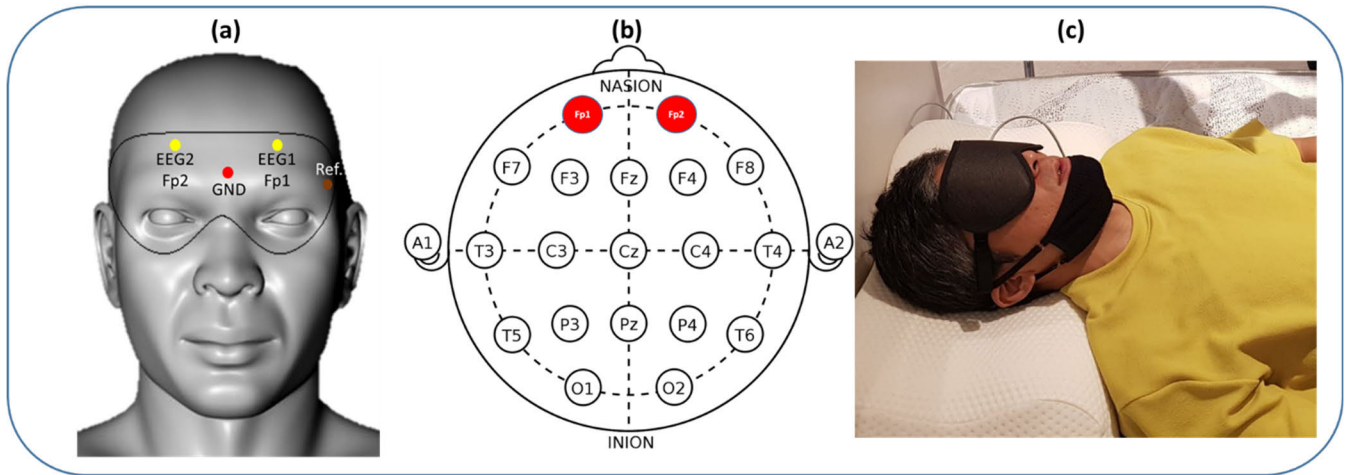 (a)
EEG2 EEG1
Fp2 Fp1
GND
Ref.
(b)
NASION
Fp1 Fp2
F7 F3 Fz F4 F8
A1 T3 C3 Cz C4 T4 A2
T5 P3 Pz P4 T6
O1 O2
INION
(c)